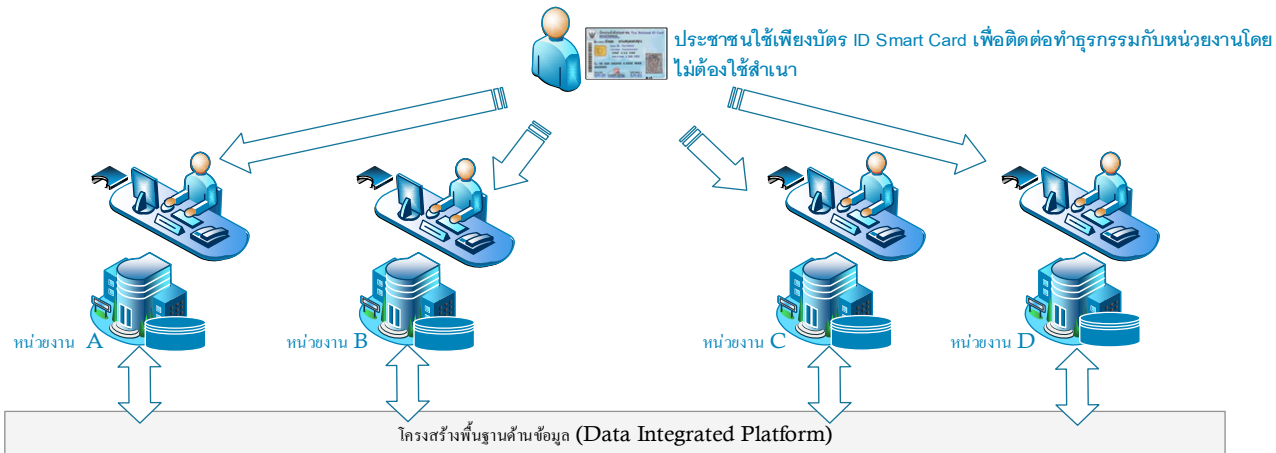 ประชาชนใช้เพียงบัตร ID Smart Card เพื่อติดต่อทำธุรกรรมกับหน่วยงานโดย
ไม่ต้องใช้สำเนา
หน่วยงาน A
หน่วยงาน B
หน่วยงาน C
หน่วยงาน D
โครงสร้างพื้นฐานด้านข้อมูล (Data Integrated Platform)